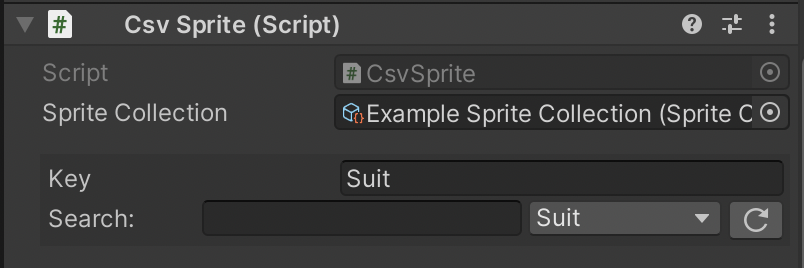 Csv Sprite (Script)
Script CsvSprite
Sprite Collection Example Sprite Collection (Sprite C
Key Suit
Search: Suit